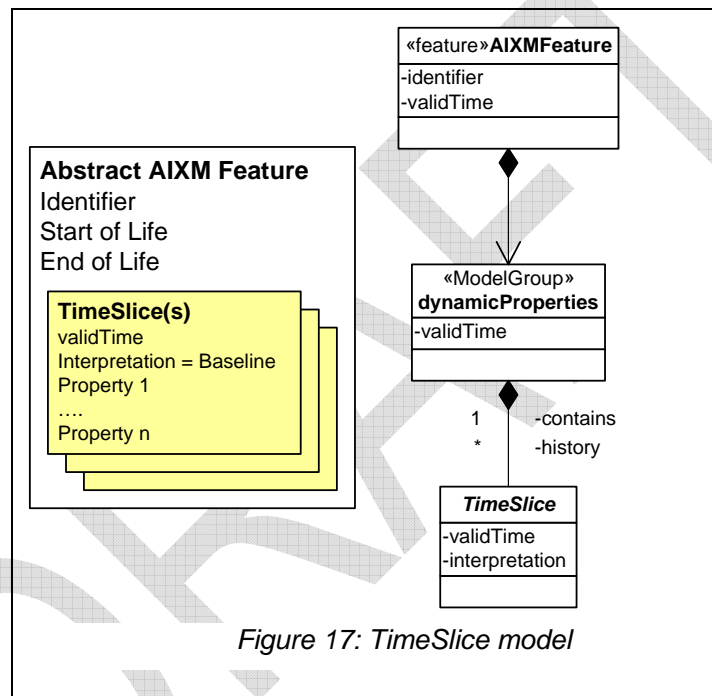 «feature»AIXMFeature
-identifier
-validTime
Abstract AIXM Feature
Identifier
Start of Life
End of Life
TimeSlice(s)
validTime
Interpretation = Baseline
Property 1
....
Property n
«ModelGroup»
dynamicProperties
-validTime
1 -contains
* -history
TimeSlice
-validTime
-interpretation
Figure 17: TimeSlice model